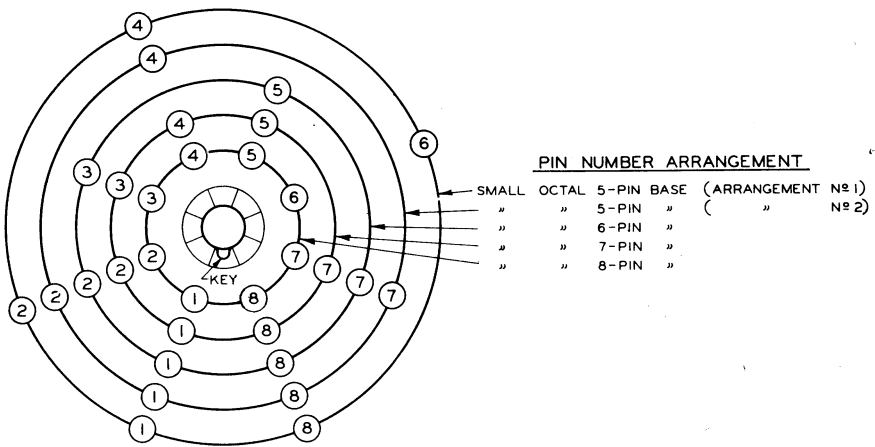 4
4
5
4 5
6
4 5
3
3
3 6
2 7
2 7
2 7
2 7
2
KEY
1 8
1 8
1 8
1 8
1 8
PIN NUMBER ARRANGEMENT
SMALL OCTAL 5-PIN BASE (ARRANGEMENT Nº 1)
" " 5-PIN " ( " Nº 2)
" " 6-PIN "
" " 7-PIN "
" " 8-PIN "